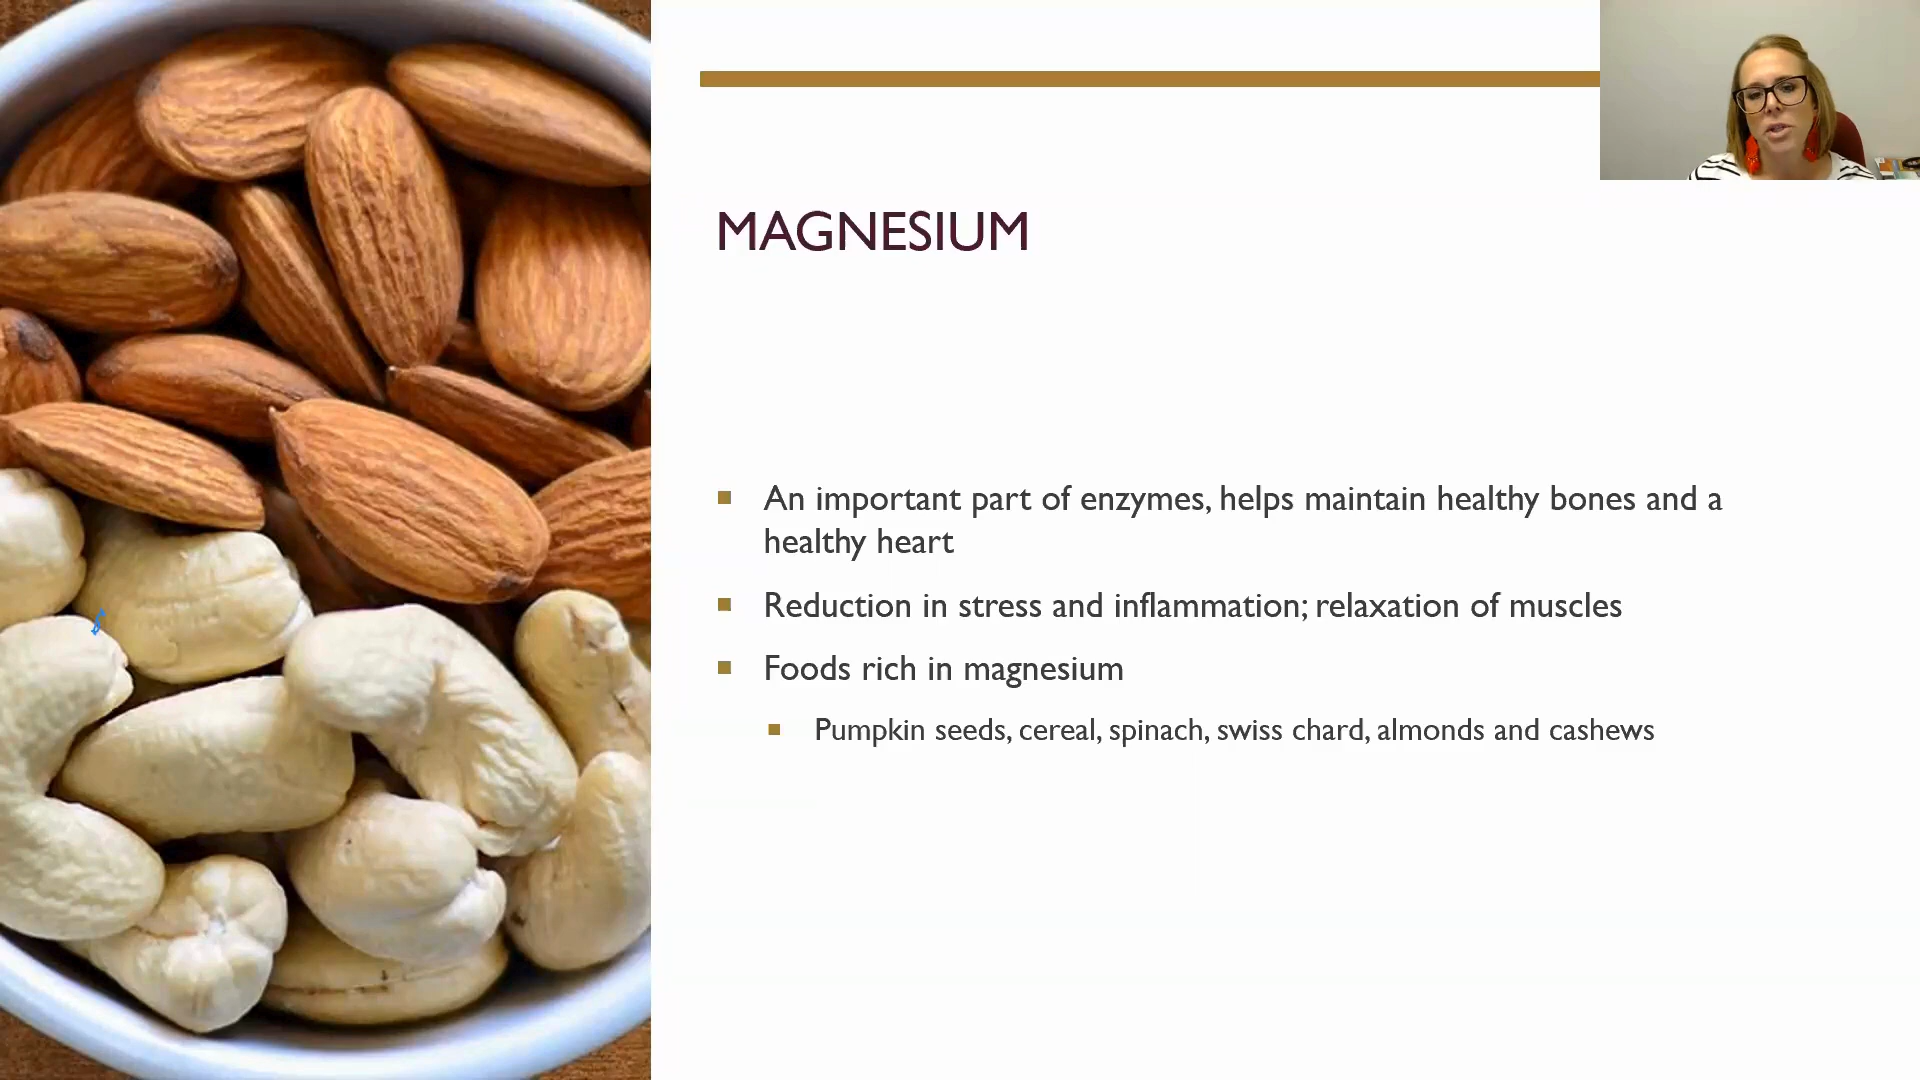 MAGNESIUM
An important part of enzymes, helps maintain healthy bones and a
healthy heart
Reduction in stress and inflammation; relaxation of muscles
Foods rich in magnesium
Pumpkin seeds, cereal, spinach, swiss chard, almonds and cashews